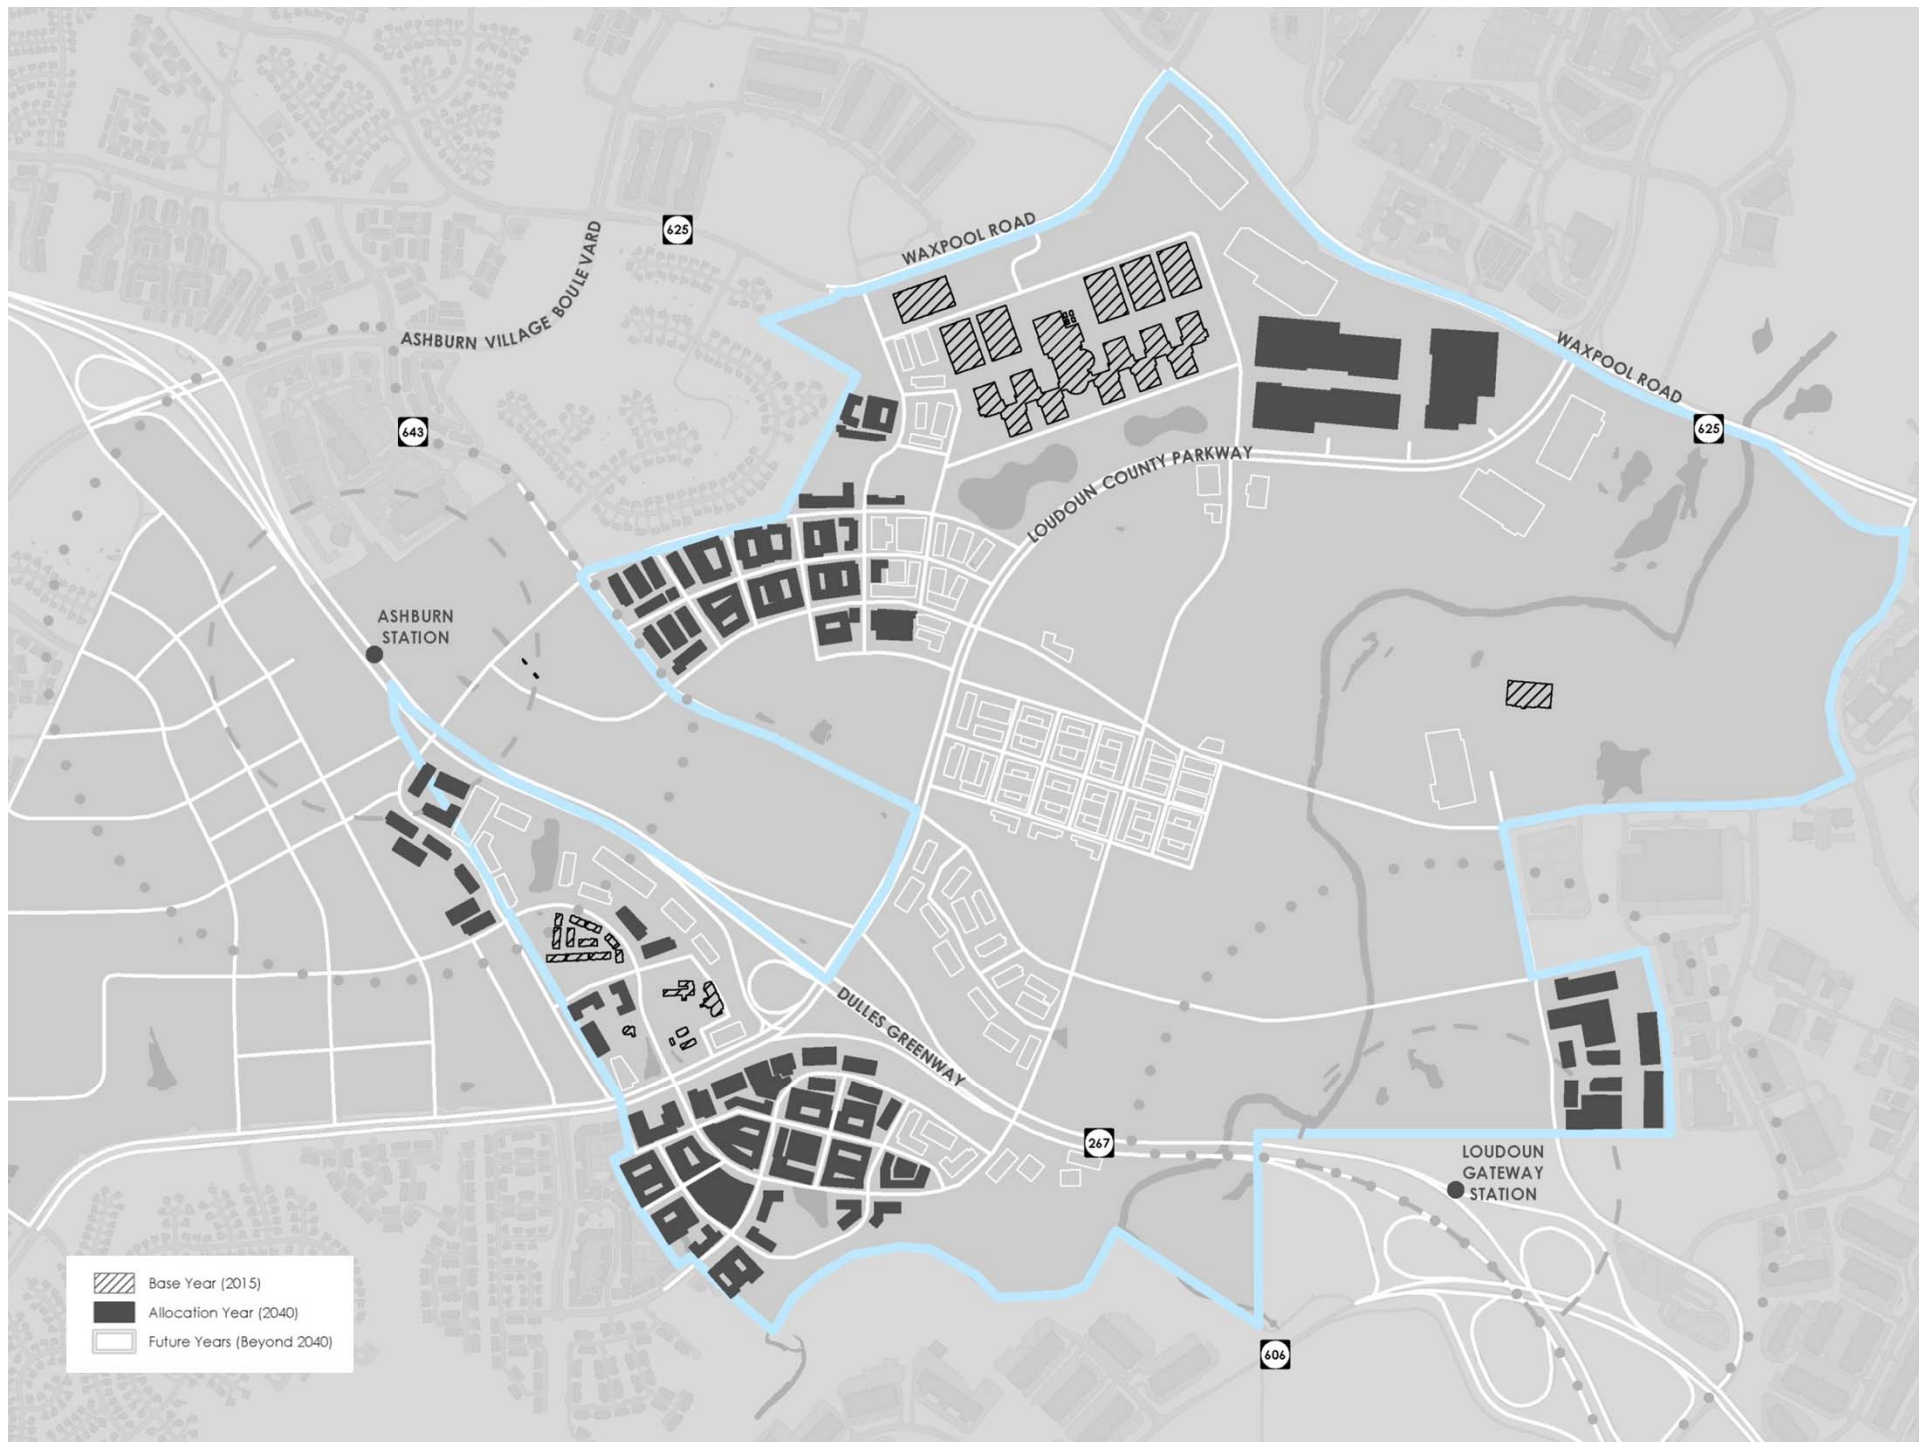 625
WAXPOOL ROAD
ASHBURN VILLAGE BOULEVARD
WAXPOOL ROAD
643
625
LOUDOUN COUNTY PARKWAY
ASHBURN
STATION
DULLES GREENWAY
267
LOUDOUN
GATEWAY
STATION
606
Base Year (2015)
Allocation Year (2040)
Future Years (Beyond 2040)